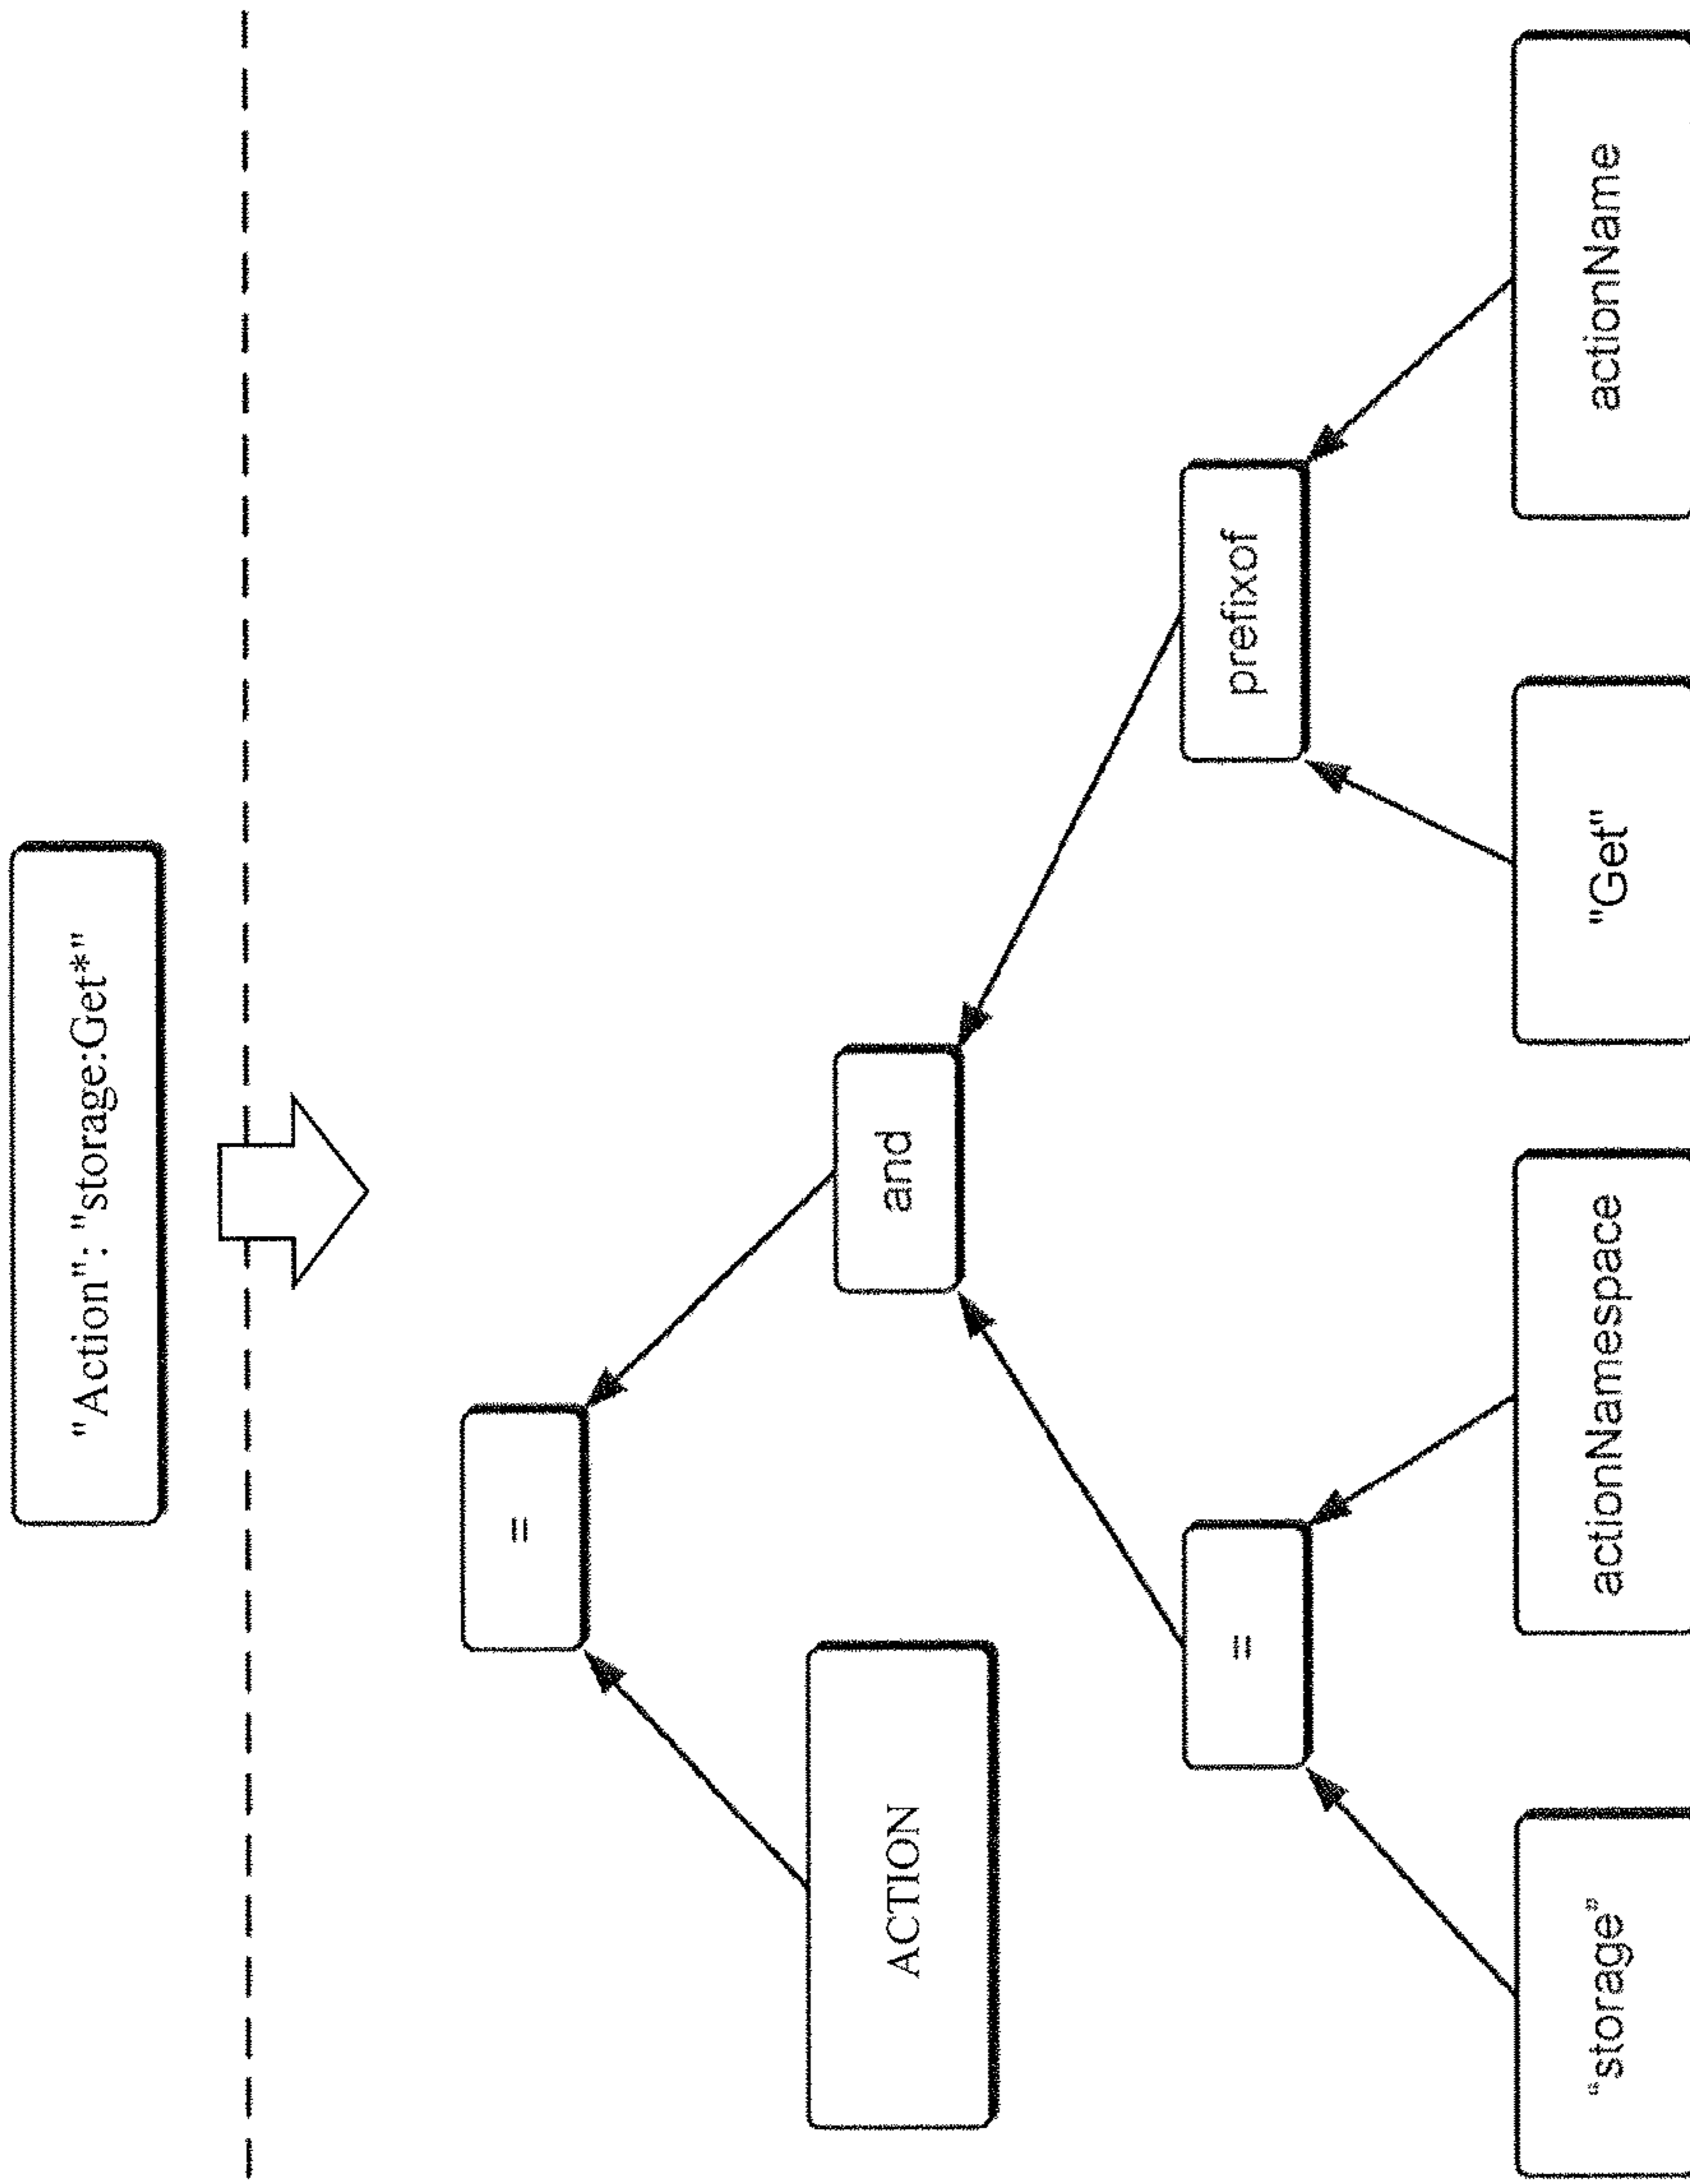 "Action": "storage:Get*"
=
ACTION
and
=
prefixof
“storage”
actionNamespace
"Get"
actionName